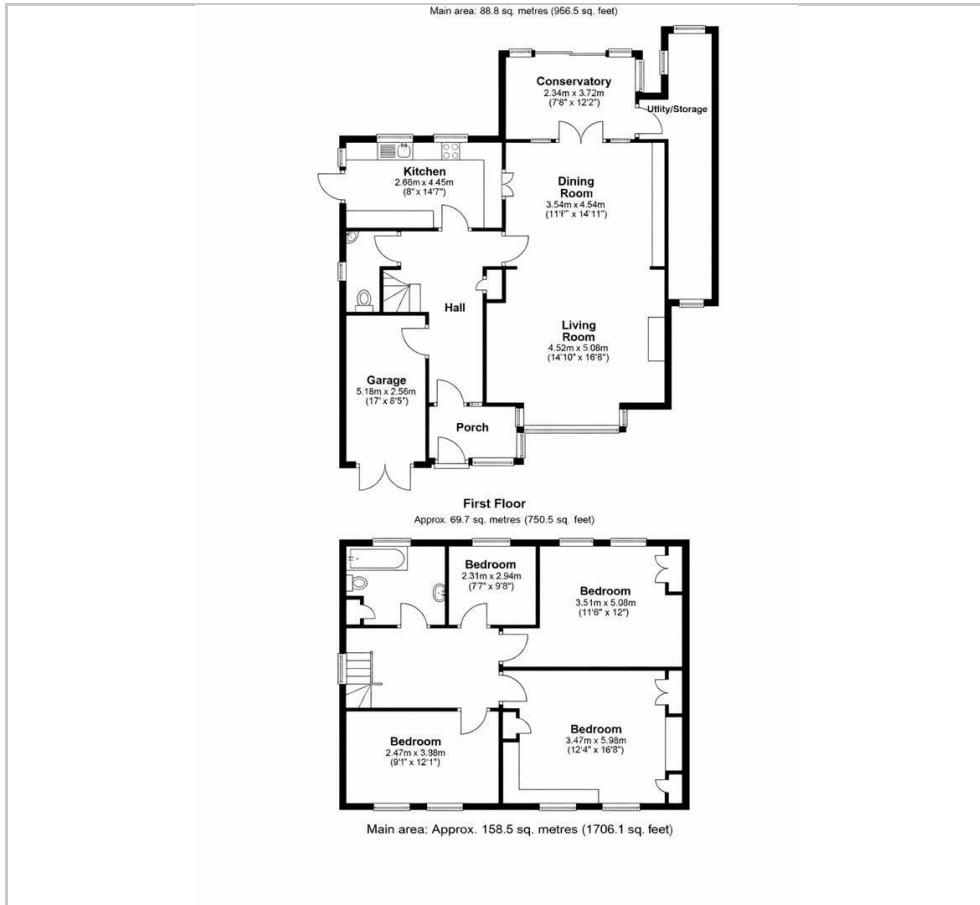 Main area: 88.8 sq. metres (956.5 sq. feet)
Conservatory
2.34m x 3.72m
(7'8" x 12'2")
Utlity/Storage
Kitchen
2.66m x 4.45m
(8" x 14'7")
Dining
Room
3.54m x 4.54m
(11'6" x 14'11")
Hall
Living
Room
4.52m x 5.08m
(14'10" x 16'8")
Garage
5.18m x 2.56m
(17' x 8'5")
Porch
First Floor
Approx. 69.7 sq. metres (750.5 sq. feet)
Bedroom
2.31m x 2.94m
(7'7" x 9'8")
Bedroom
3.51m x 5.08m
(11'6" x 12")
Bedroom
2.47m x 3.88m
(9'1" x 12'1")
Bedroom
3.47m x 5.98m
(12'4" x 16'8")
Main area: Approx. 158.5 sq. metres (1706.1 sq. feet)